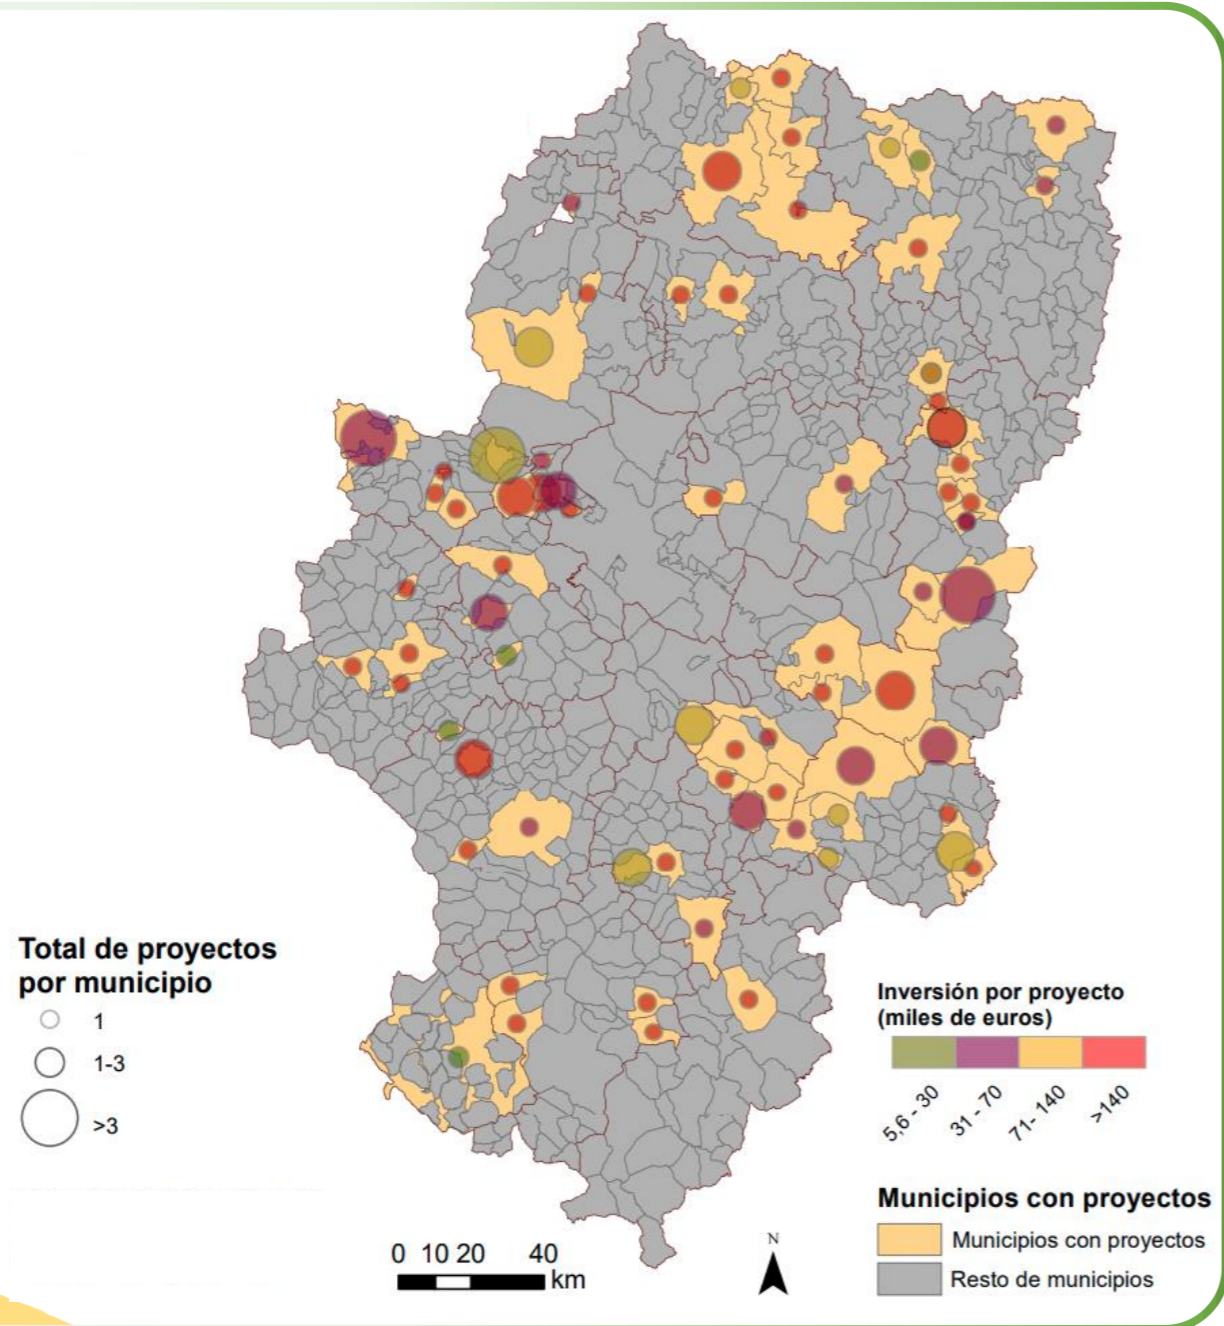 Total de proyectos
por municipio
1
1-3
>3
0 10 20 40
km
N
Inversión por proyecto
(miles de euros)
5,6 - 30
31 - 70
71- 140
>140
Municipios con proyectos
Municipios con proyectos
Resto de municipios